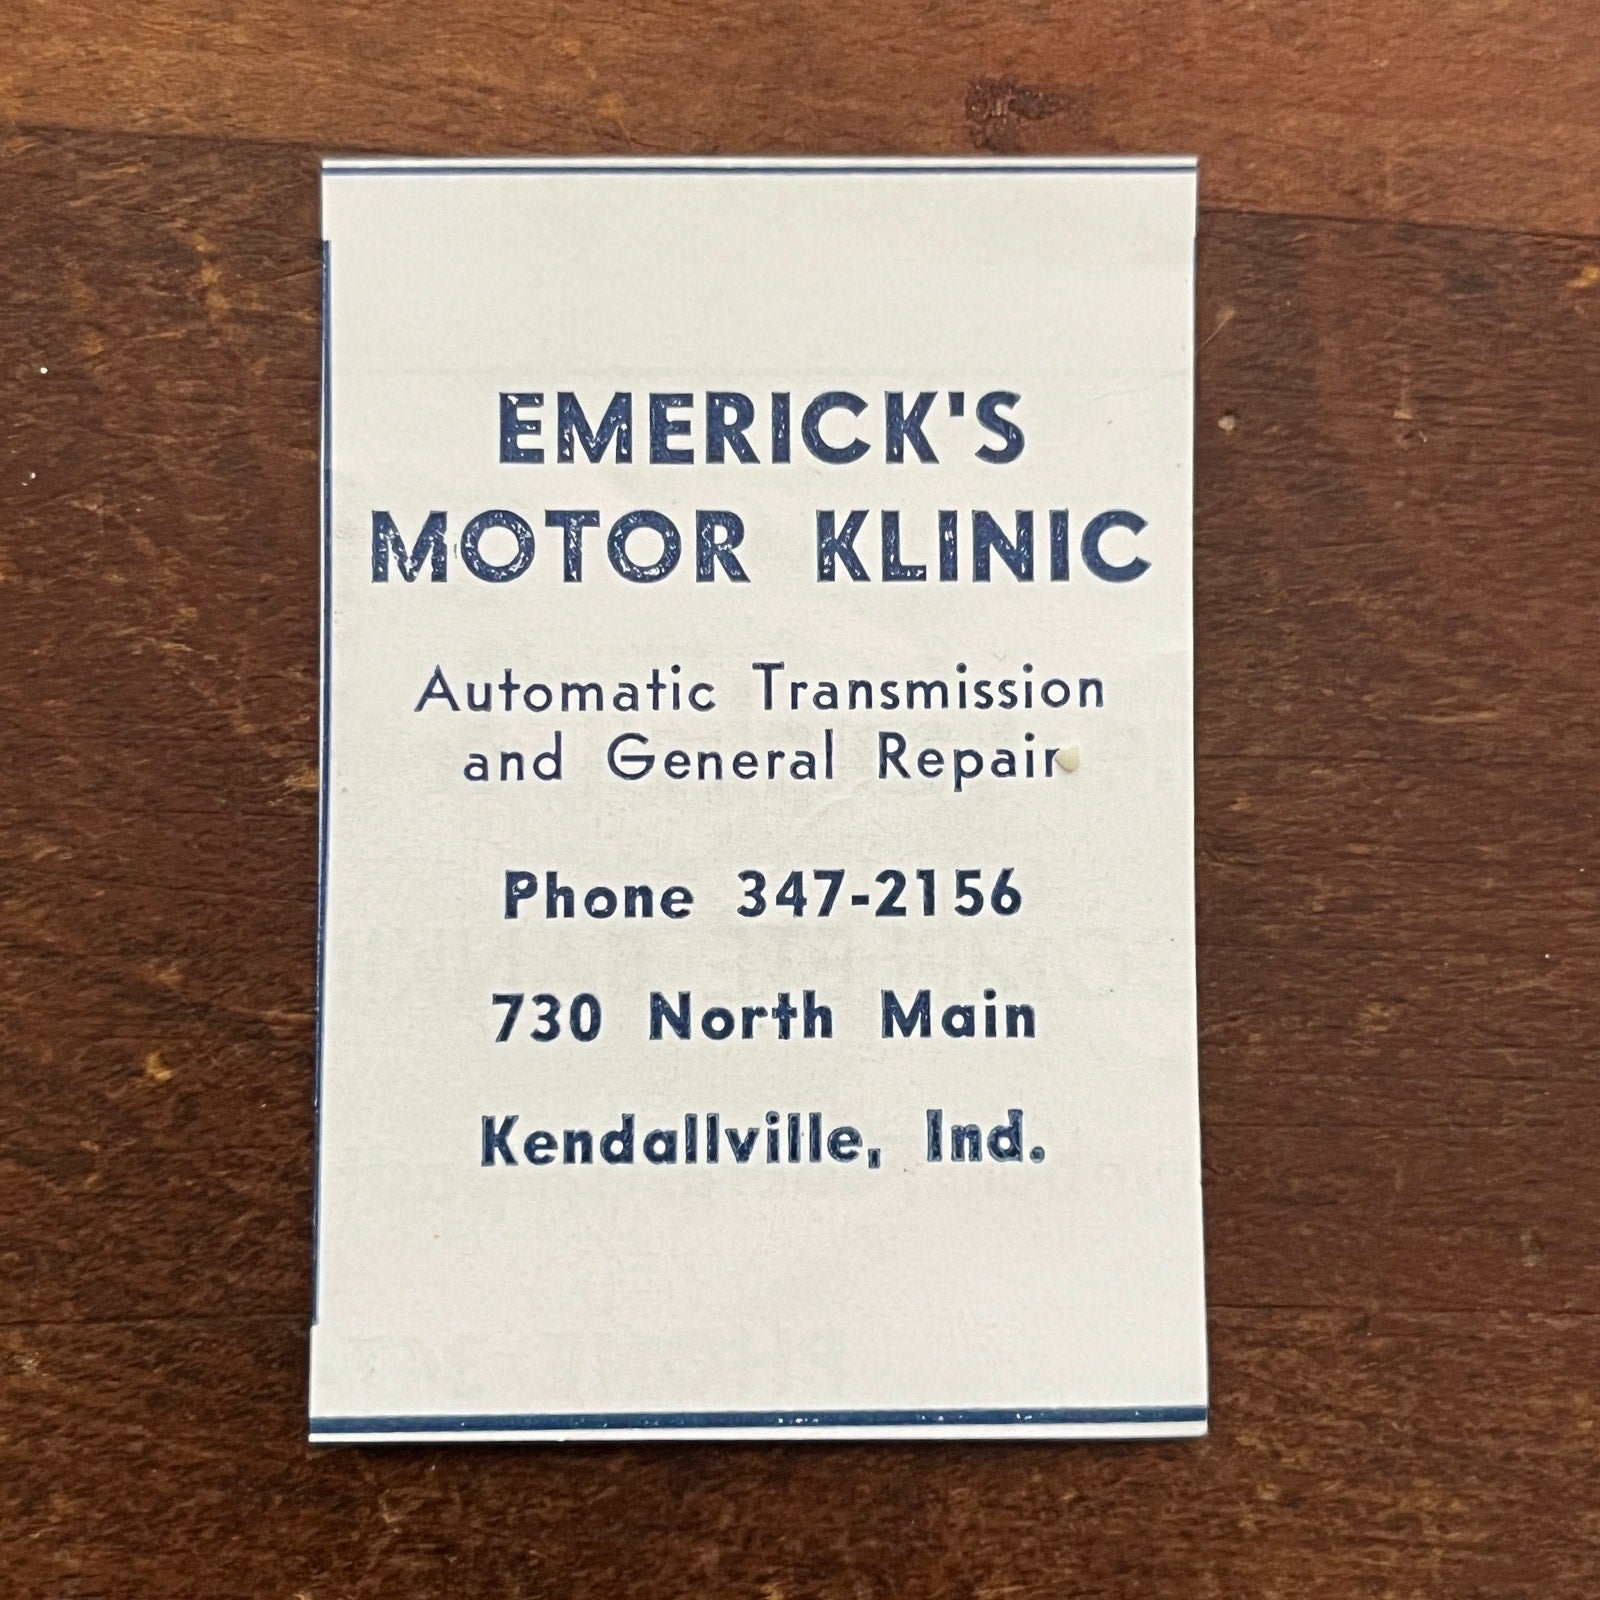 EMERICK'S
MOTOR KLINIC
Automatic Transmission
and General Repair
Phone 347-2156
730 North Main
Kendallville, Ind.